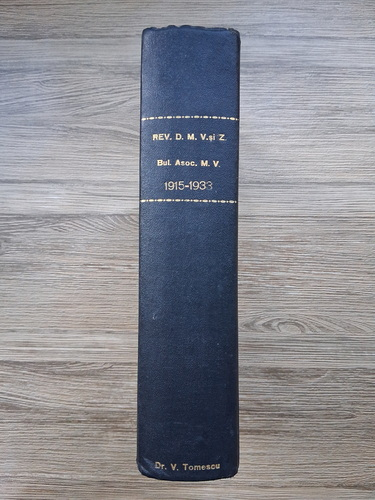 REV. D. M. V. și Z.
Bul. Asoc. M. V.
1915-1933
Dr. V. Tomescu